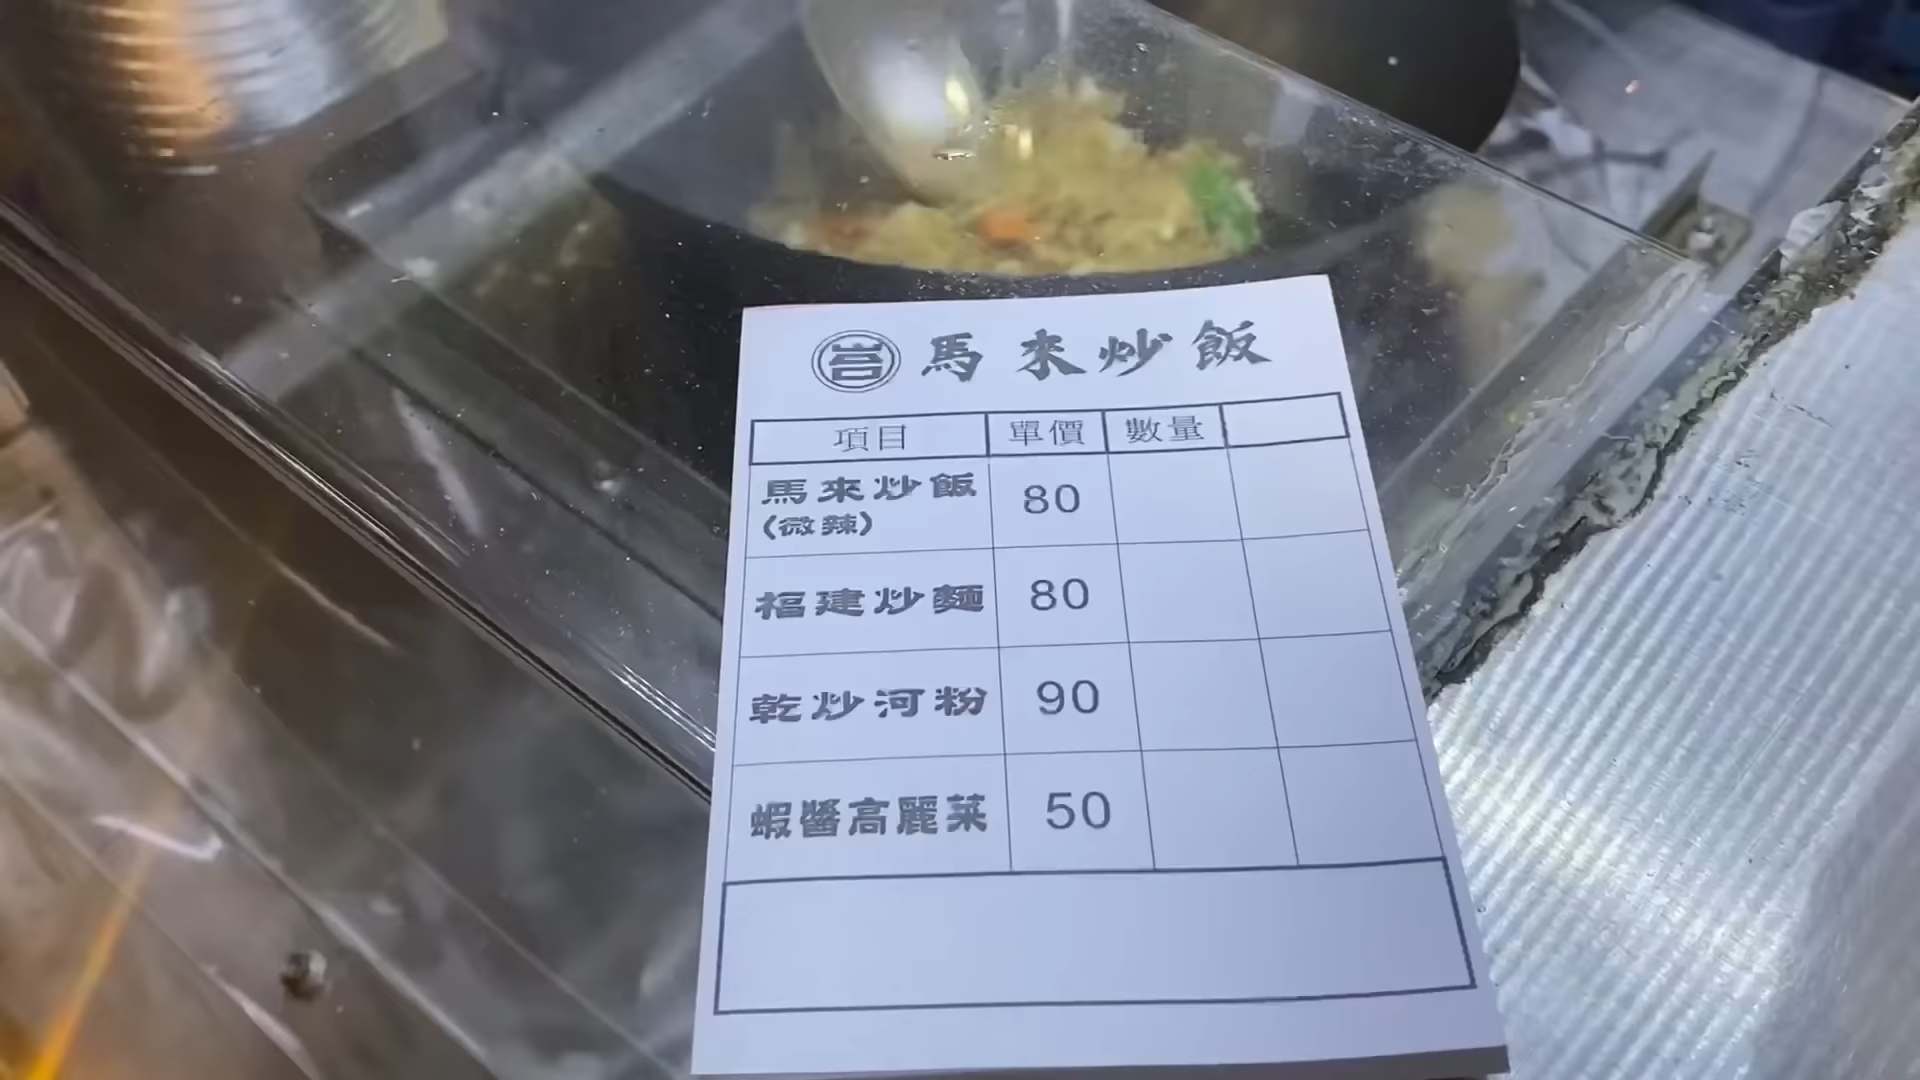 馬來炒飯
項目 單價 數量
馬來炒飯 80
(微辣)
福建炒麵 80
乾炒河粉 90
蝦醬高麗菜 50